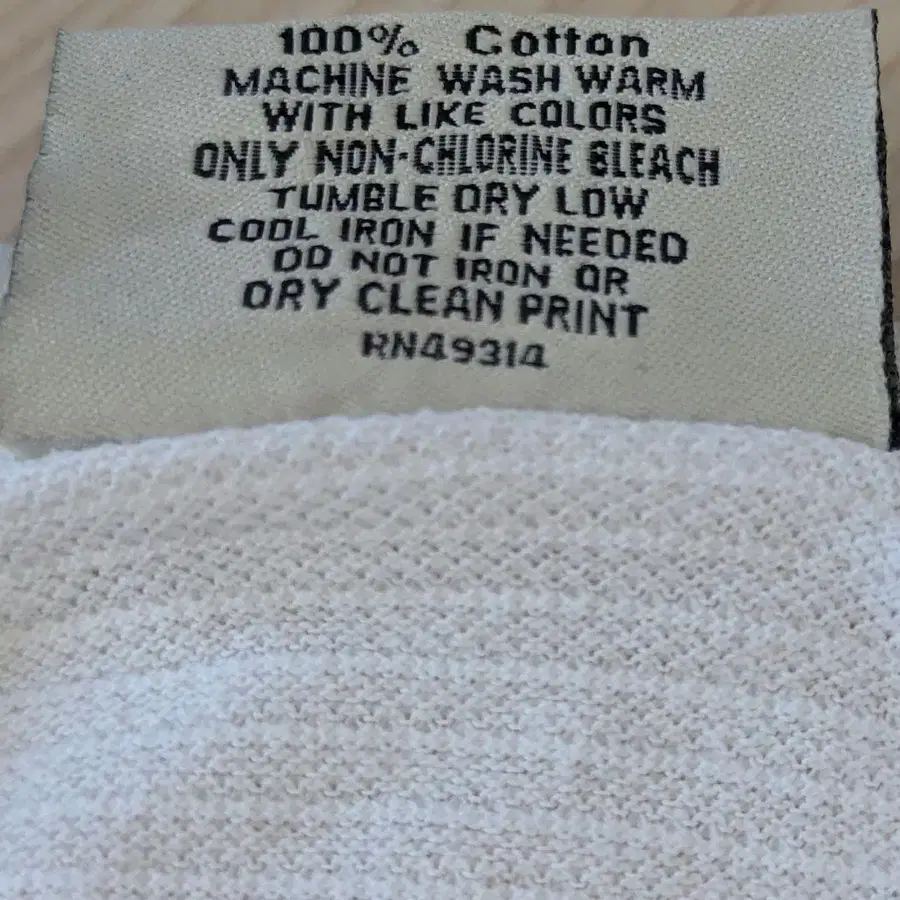 100% Cotton
MACHINE WASH WARM
WITH LIKE COLORS
ONLY NON-CHLORINE BLEACH
TUMBLE DRY LOW
COOL IRON IF NEEDED
DO NOT IRON OR
DRY CLEAN PRINT
RN49314